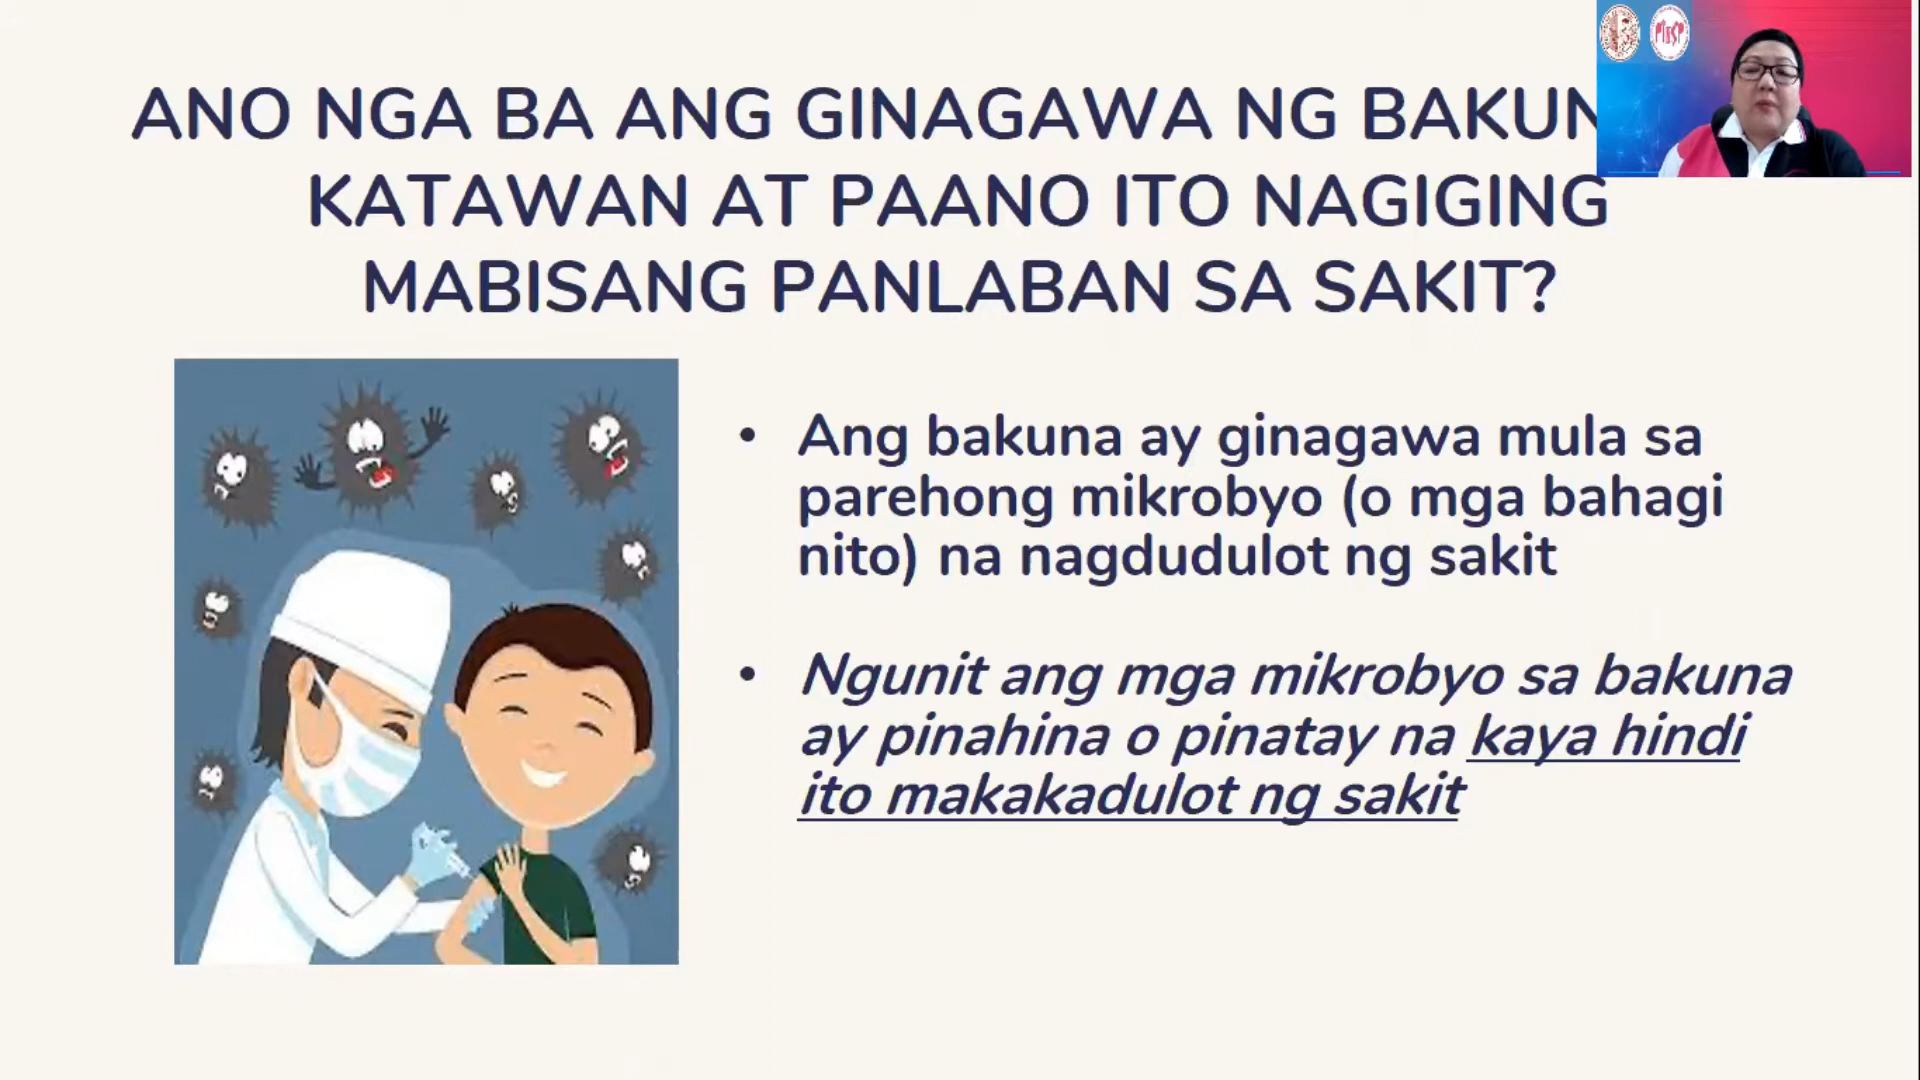 ANO NGA BA ANG GINAGAWA NG
KATAWAN AT PAANO ITO NAGIGING
MABISANG PANLABAN SA SAKIT?
• Ang bakuna ay ginagawa mula sa
parehong mikrobyo (o mga bahagi
nito) na nagdudulot ng sakit
• Ngunit ang mga mikrobyo sa bakuna
ay pinahina o pinatay na kaya hindi
ito makakadulot ng sakit